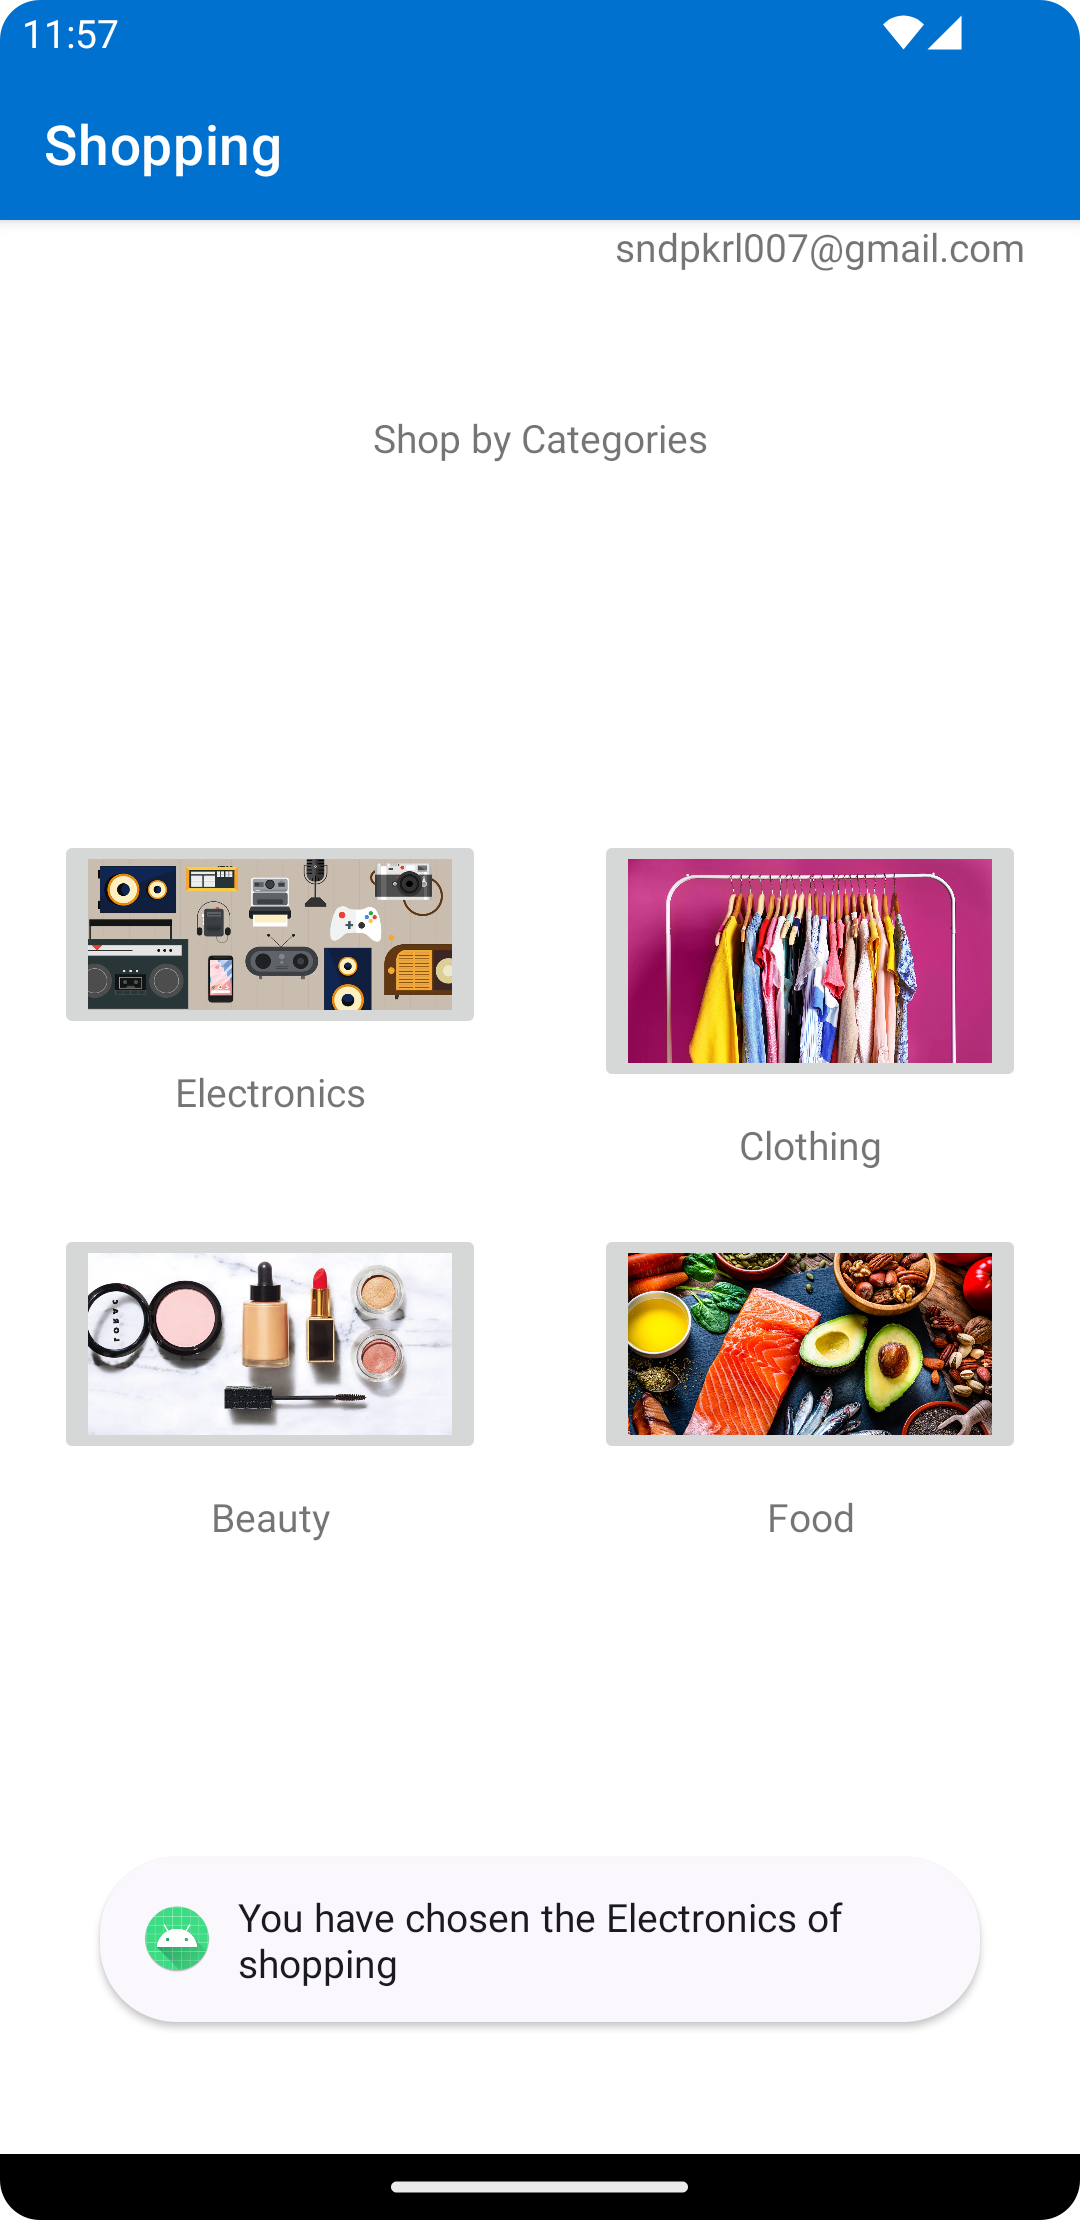 11:57
Shopping
sndpkrl007@gmail.com
Shop by Categories
Electronics
Clothing
Beauty
Food
You have chosen the Electronics of
shopping